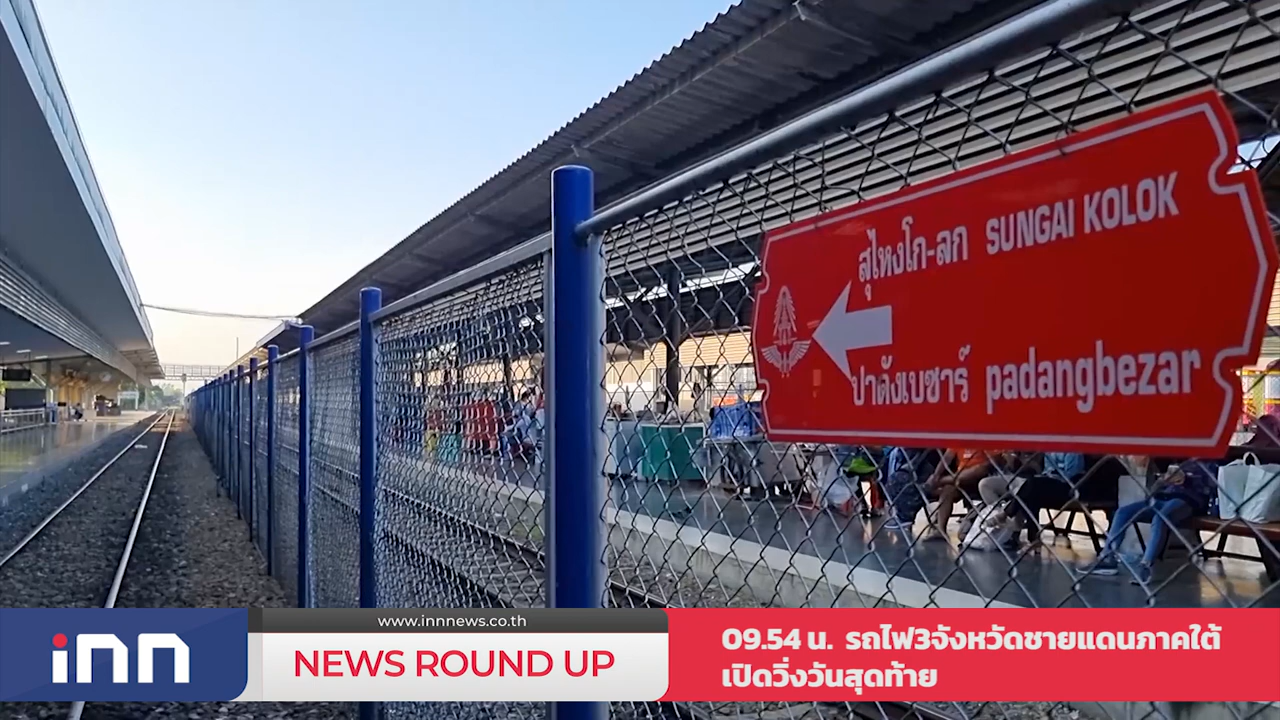 สุไหงโก-ลก SUNGAI KOLOK
ปาดังเบซาร์ padangbezar
inn
www.innnews.co.th
NEWS ROUND UP
09.54 น. รถไฟ3จังหวัดชายแดนภาคใต้
เปิดวิ่งวันสุดท้าย